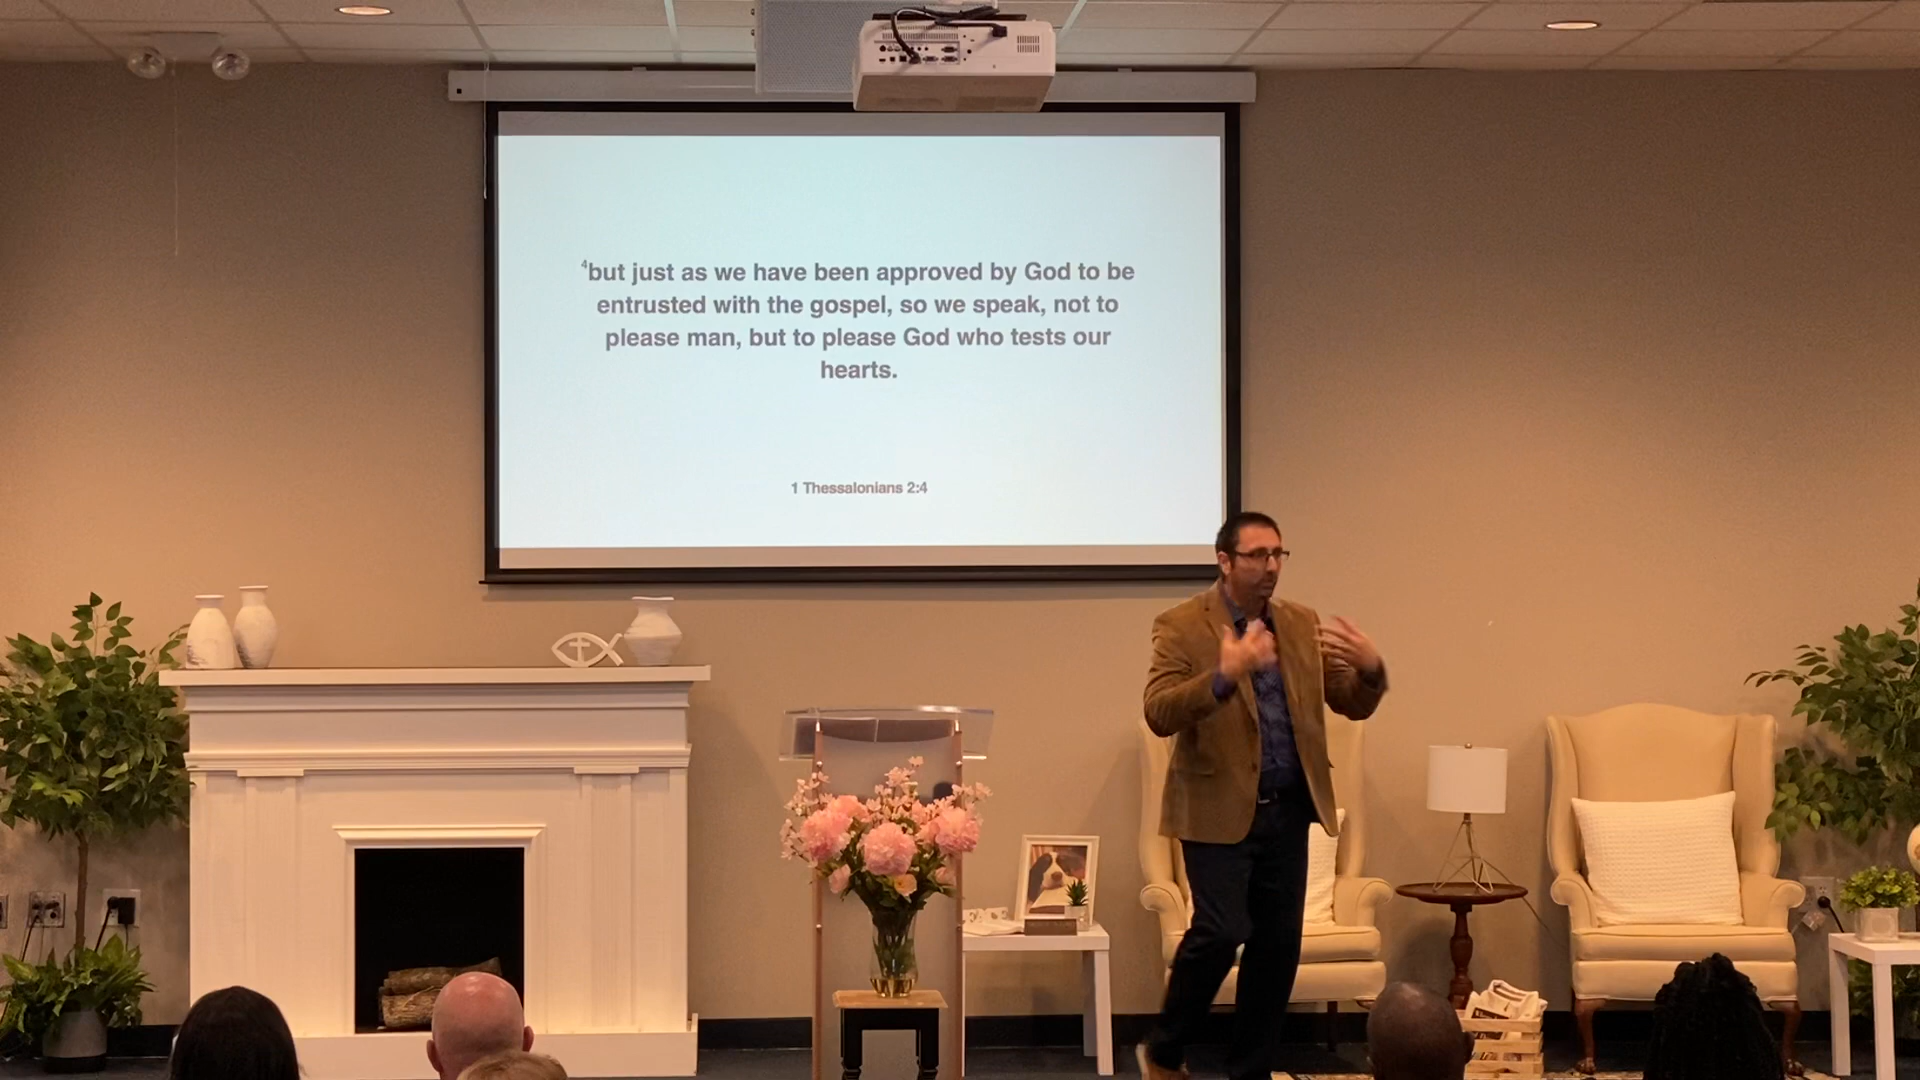 ⁴but just as we have been approved by God to be
entrusted with the gospel, so we speak, not to
please man, but to please God who tests our
hearts.
1 Thessalonians 2:4